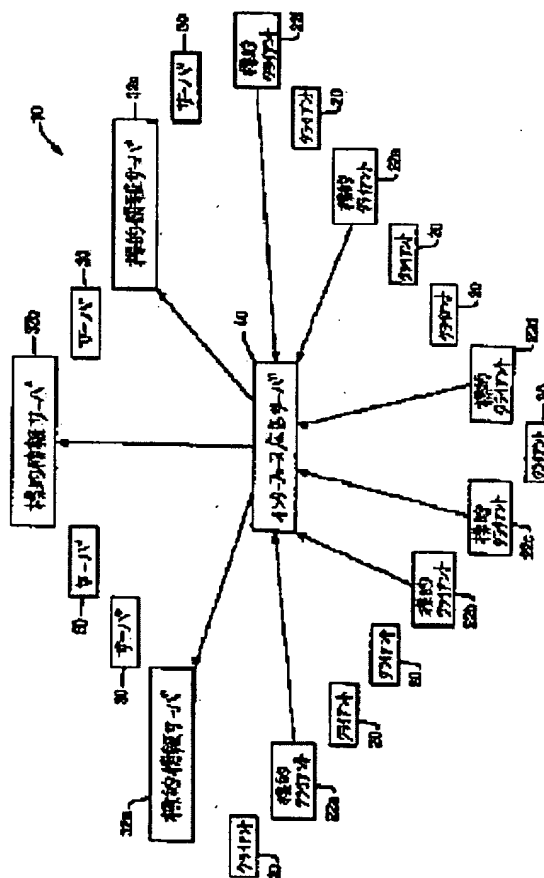 10
32b
標的情報サーバ
サーバ
30
サーバ
30
32n
標的情報サーバ
サーバ
30
サーバ
30
32a
標的情報サーバ
40
インターフェース/広告サーバ
標的
クライアント
22a
クライアント
20
クライアント
20
クライアント
20
標的
クライアント
22b
標的
クライアント
22c
クライアント
20
標的
クライアント
22d
クライアント
20
クライアント
20
標的
クライアント
クライアント
20
標的
クライアント